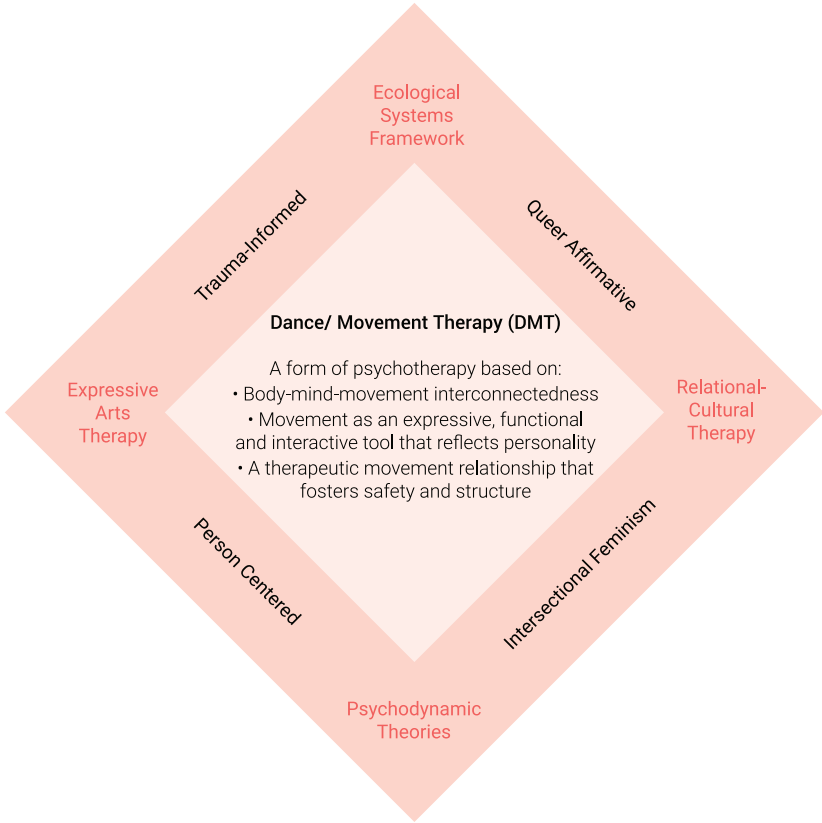 Ecological
Systems
Framework
Trauma-Informed
Queer Affirmative
Dance/ Movement Therapy (DMT)
A form of psychotherapy based on:
• Body-mind-movement interconnectedness
• Movement as an expressive, functional
and interactive tool that reflects personality
• A therapeutic movement relationship that
fosters safety and structure
Expressive
Arts
Therapy
Relational-
Cultural
Therapy
Person Centered
Intersectional Feminism
Psychodynamic
Theories